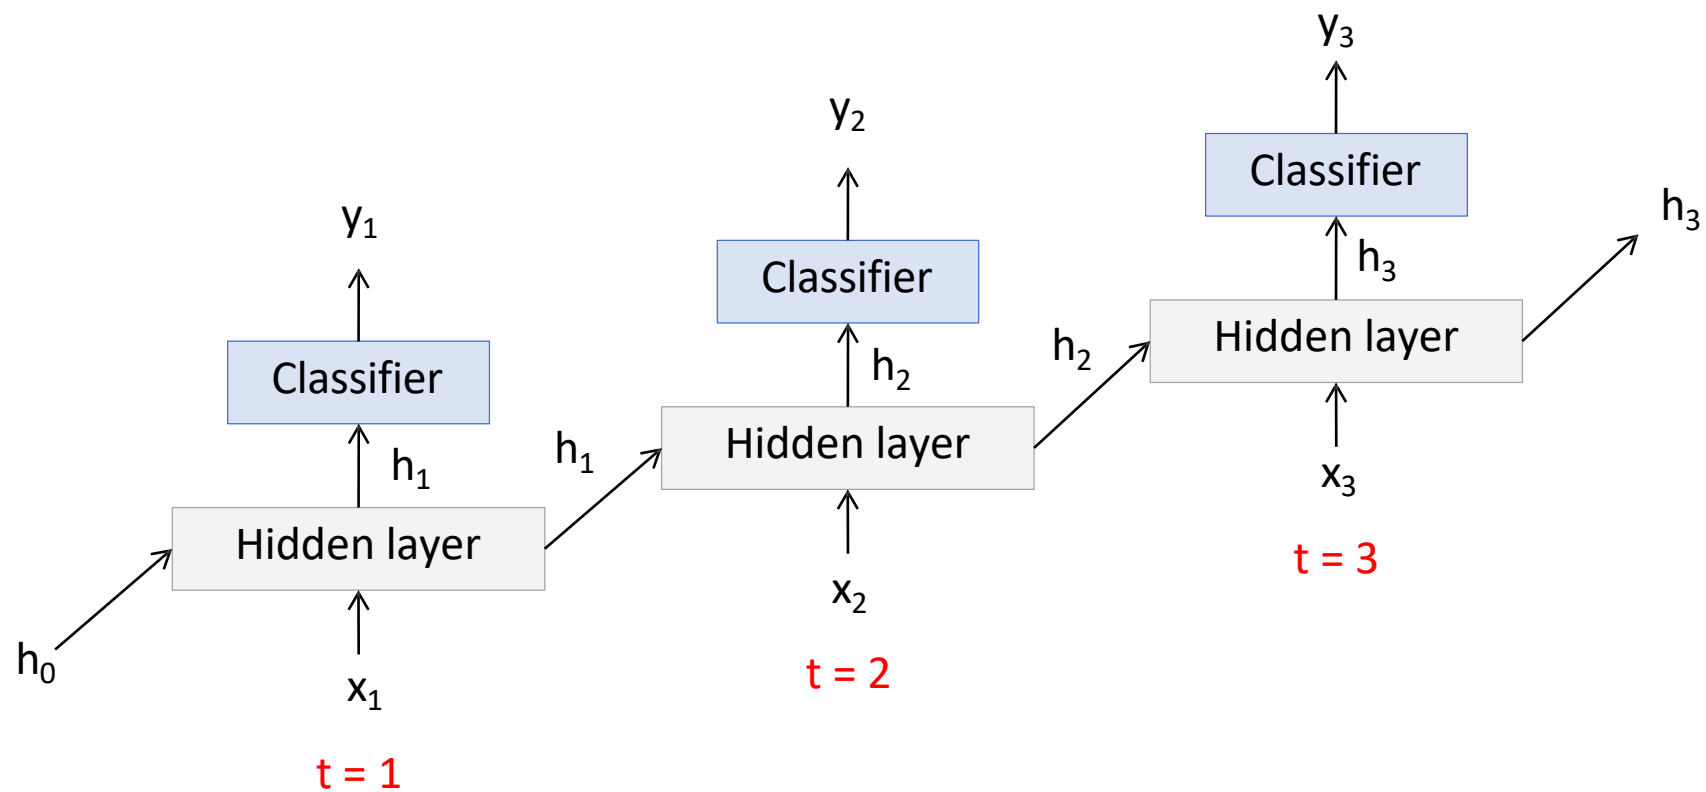 y₃
y₂
Classifier
h₃
y₁
h₃
Classifier
Hidden layer
h₂
h₂
Classifier
x₃
Hidden layer
h₁
h₁
t = 3
Hidden layer
x₂
h₀
t = 2
x₁
t = 1